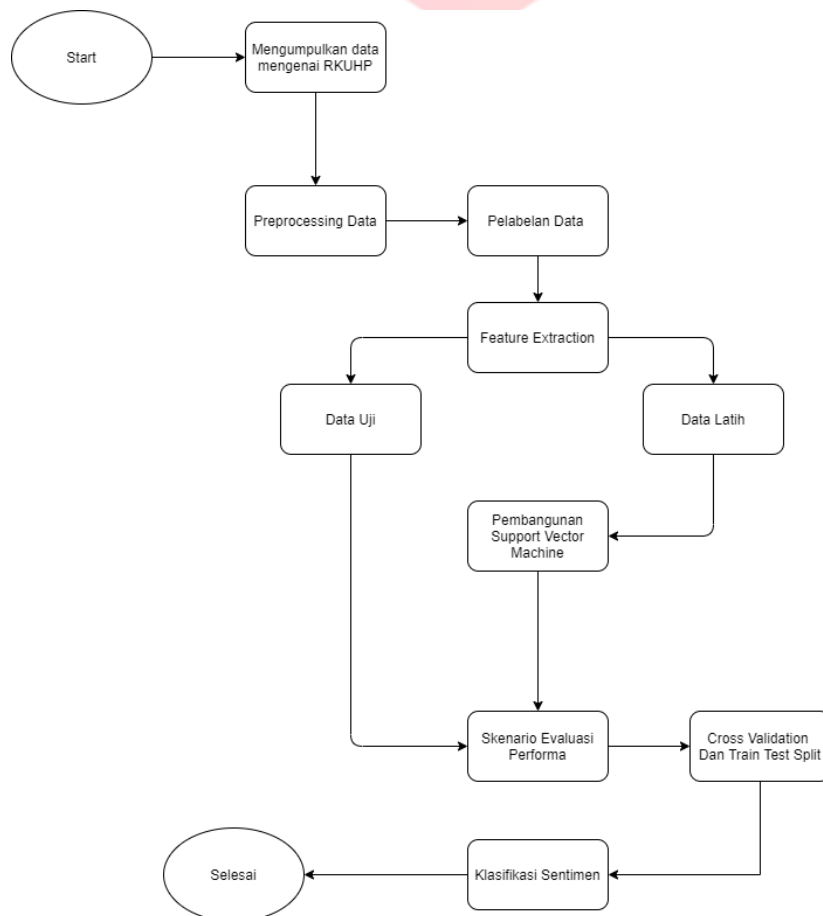 Start
Mengumpulkan data
mengenai RKUHP
Preprocessing Data
Pelabelan Data
Feature Extraction
Data Uji
Data Latih
Pembangunan
Support Vector
Machine
Skenario Evaluasi
Performa
Cross Validation
Dan Train Test Split
Klasifikasi Sentimen
Selesai